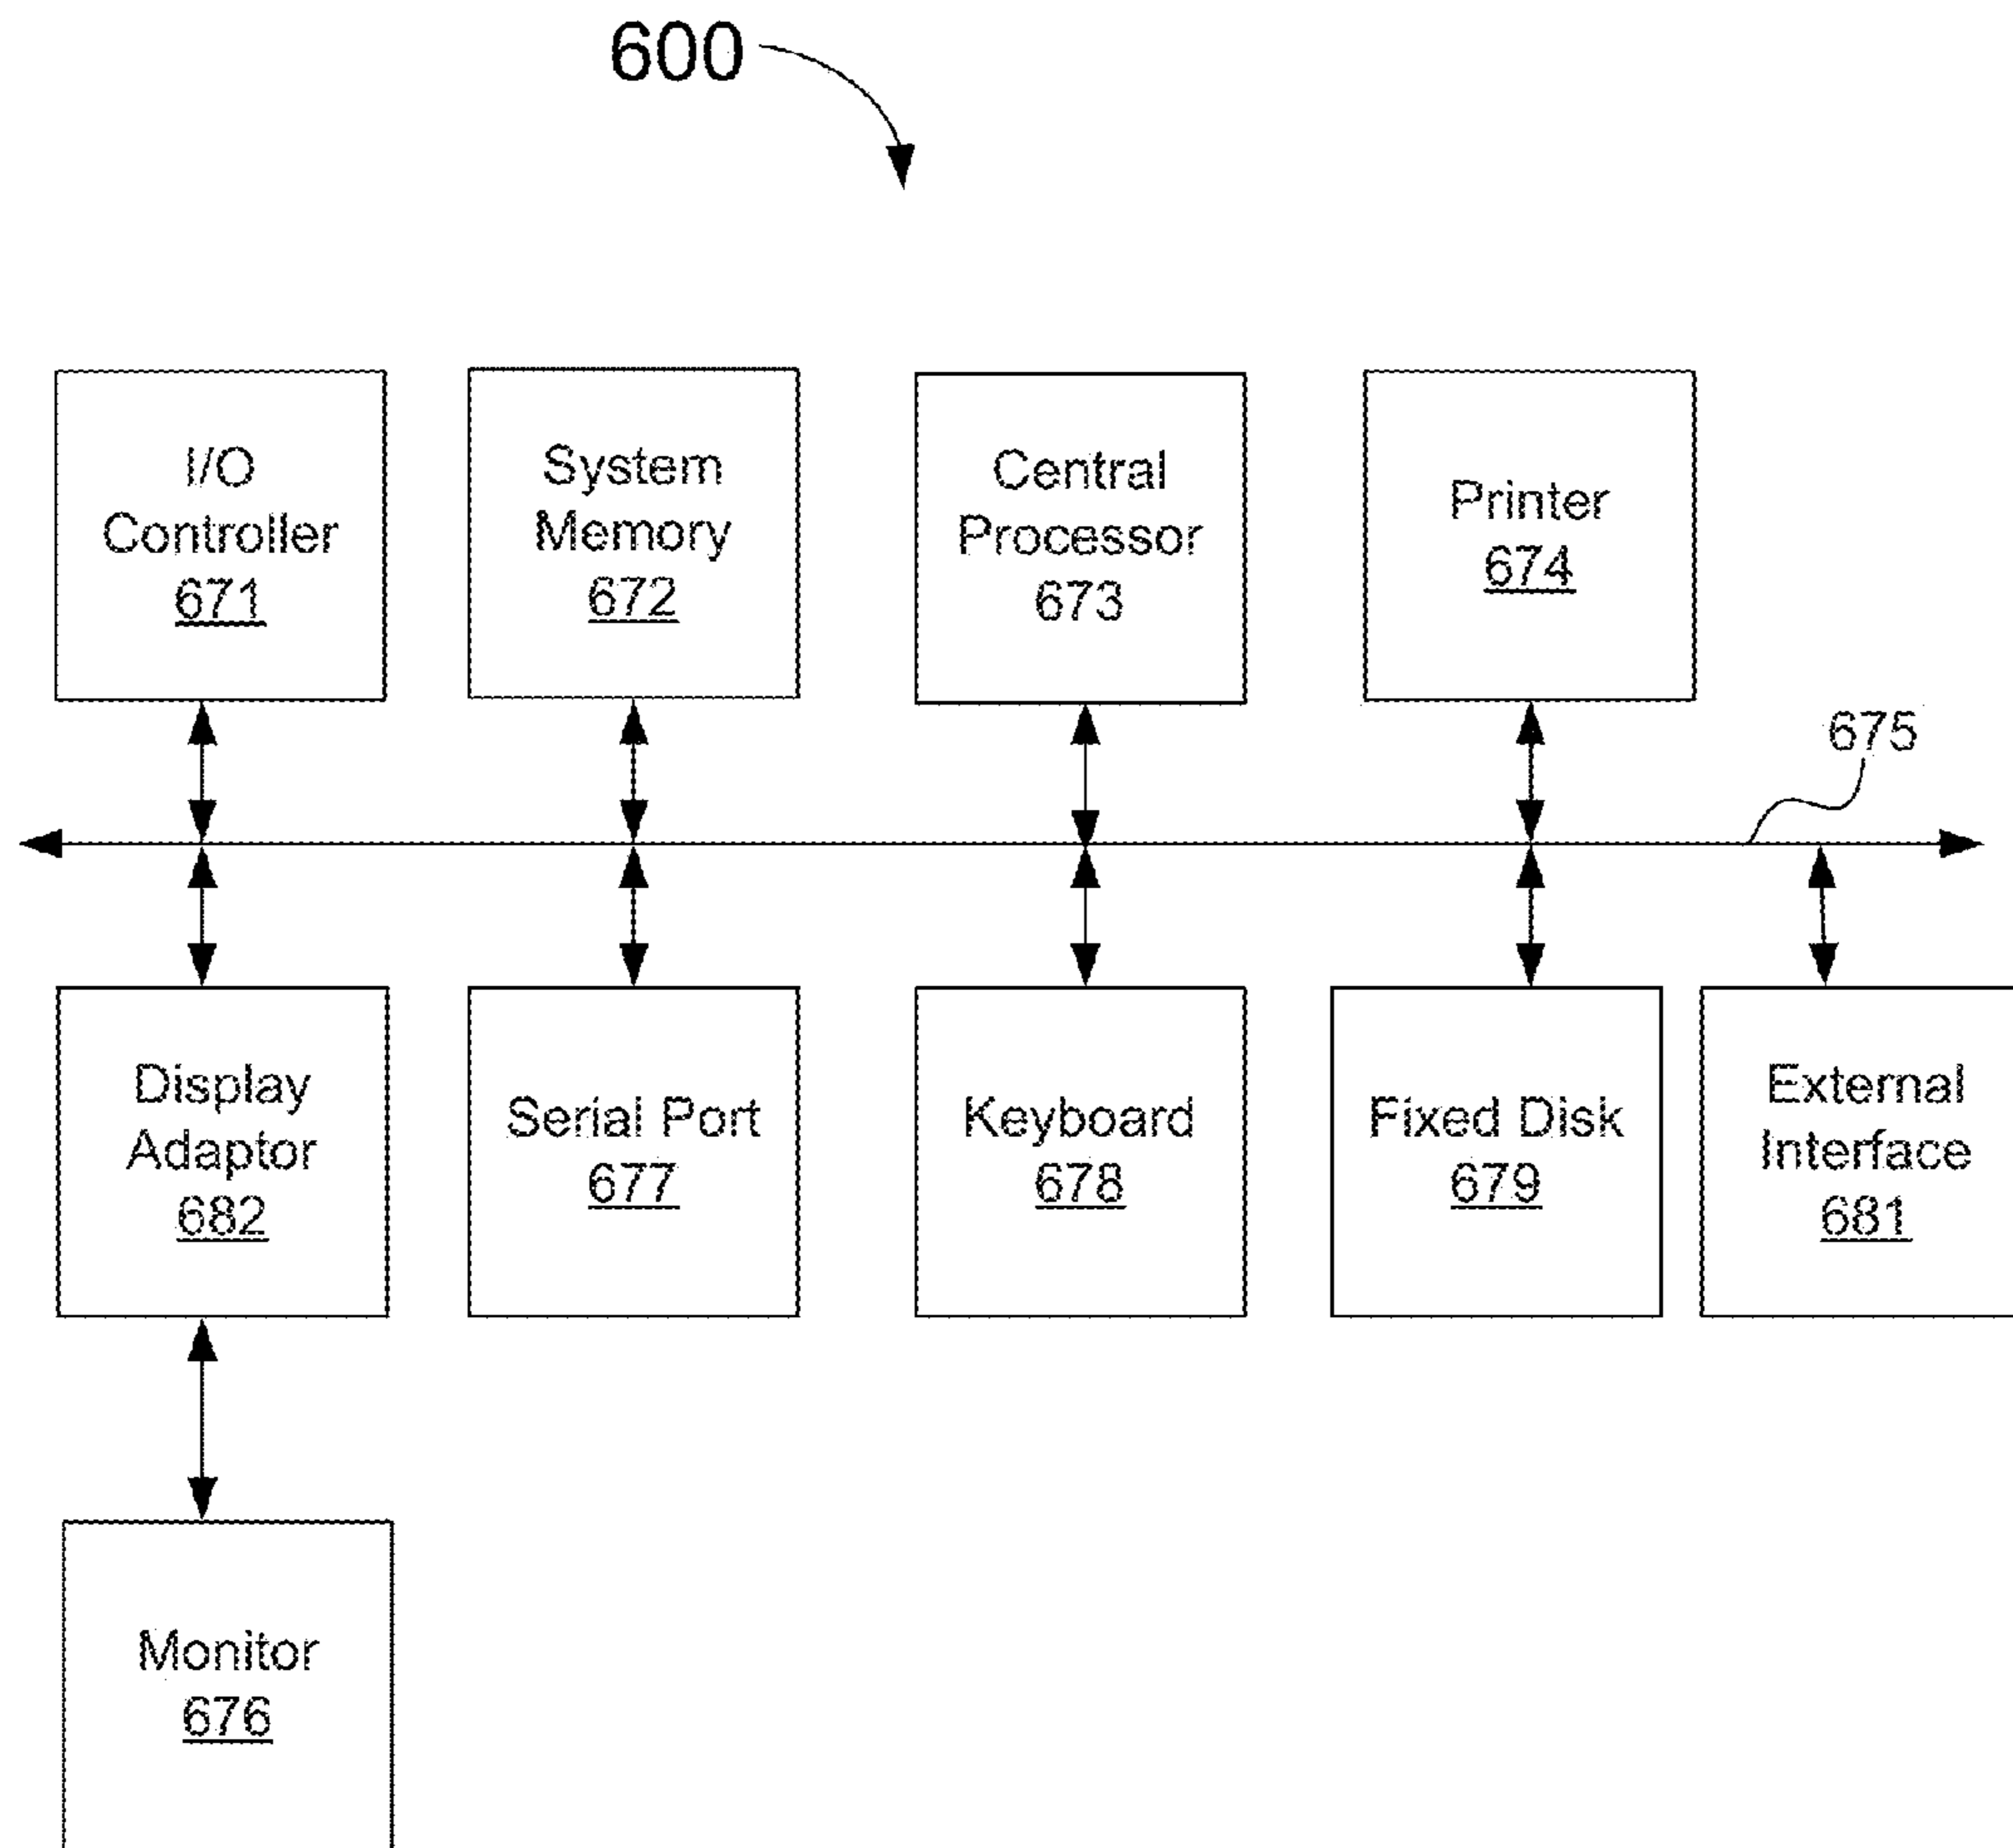 600
I/O
Controller
671
System
Memory
672
Central
Processor
673
Printer
674
675
Display
Adaptor
682
Serial Port
677
Keyboard
678
Fixed Disk
679
External
Interface
681
Monitor
676